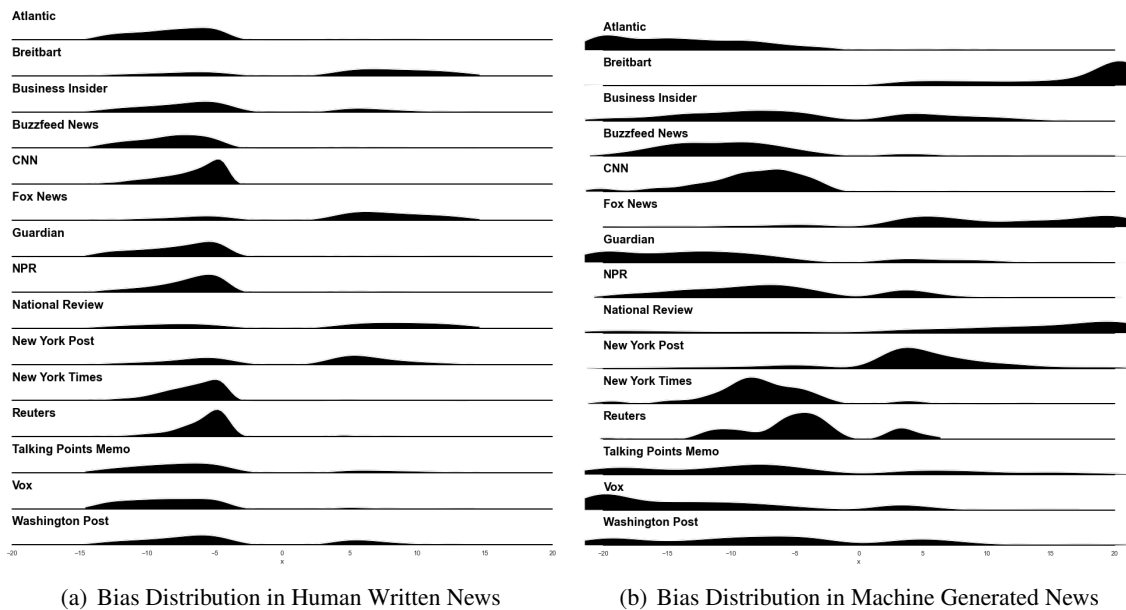 Atlantic
Breitbart
Business Insider
Buzzfeed News
CNN
Fox News
Guardian
NPR
National Review
New York Post
New York Times
Reuters
Talking Points Memo
Vox
Washington Post
−20 −15 −10 −5 0 5 10 15 20
x
(a) Bias Distribution in Human Written News
Atlantic
Breitbart
Business Insider
Buzzfeed News
CNN
Fox News
Guardian
NPR
National Review
New York Post
New York Times
Reuters
Talking Points Memo
Vox
Washington Post
−20 −15 −10 −5 0 5 10 15 20
x
(b) Bias Distribution in Machine Generated News